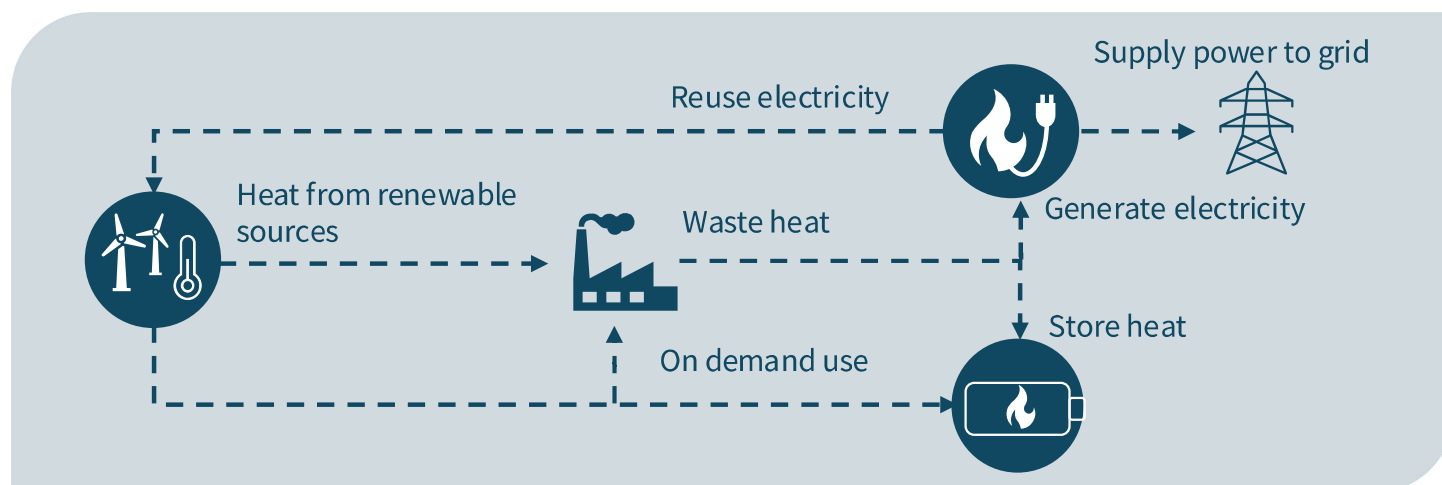 Supply power to grid
Reuse electricity
Heat from renewable
sources
Waste heat
Generate electricity
Store heat
On demand use